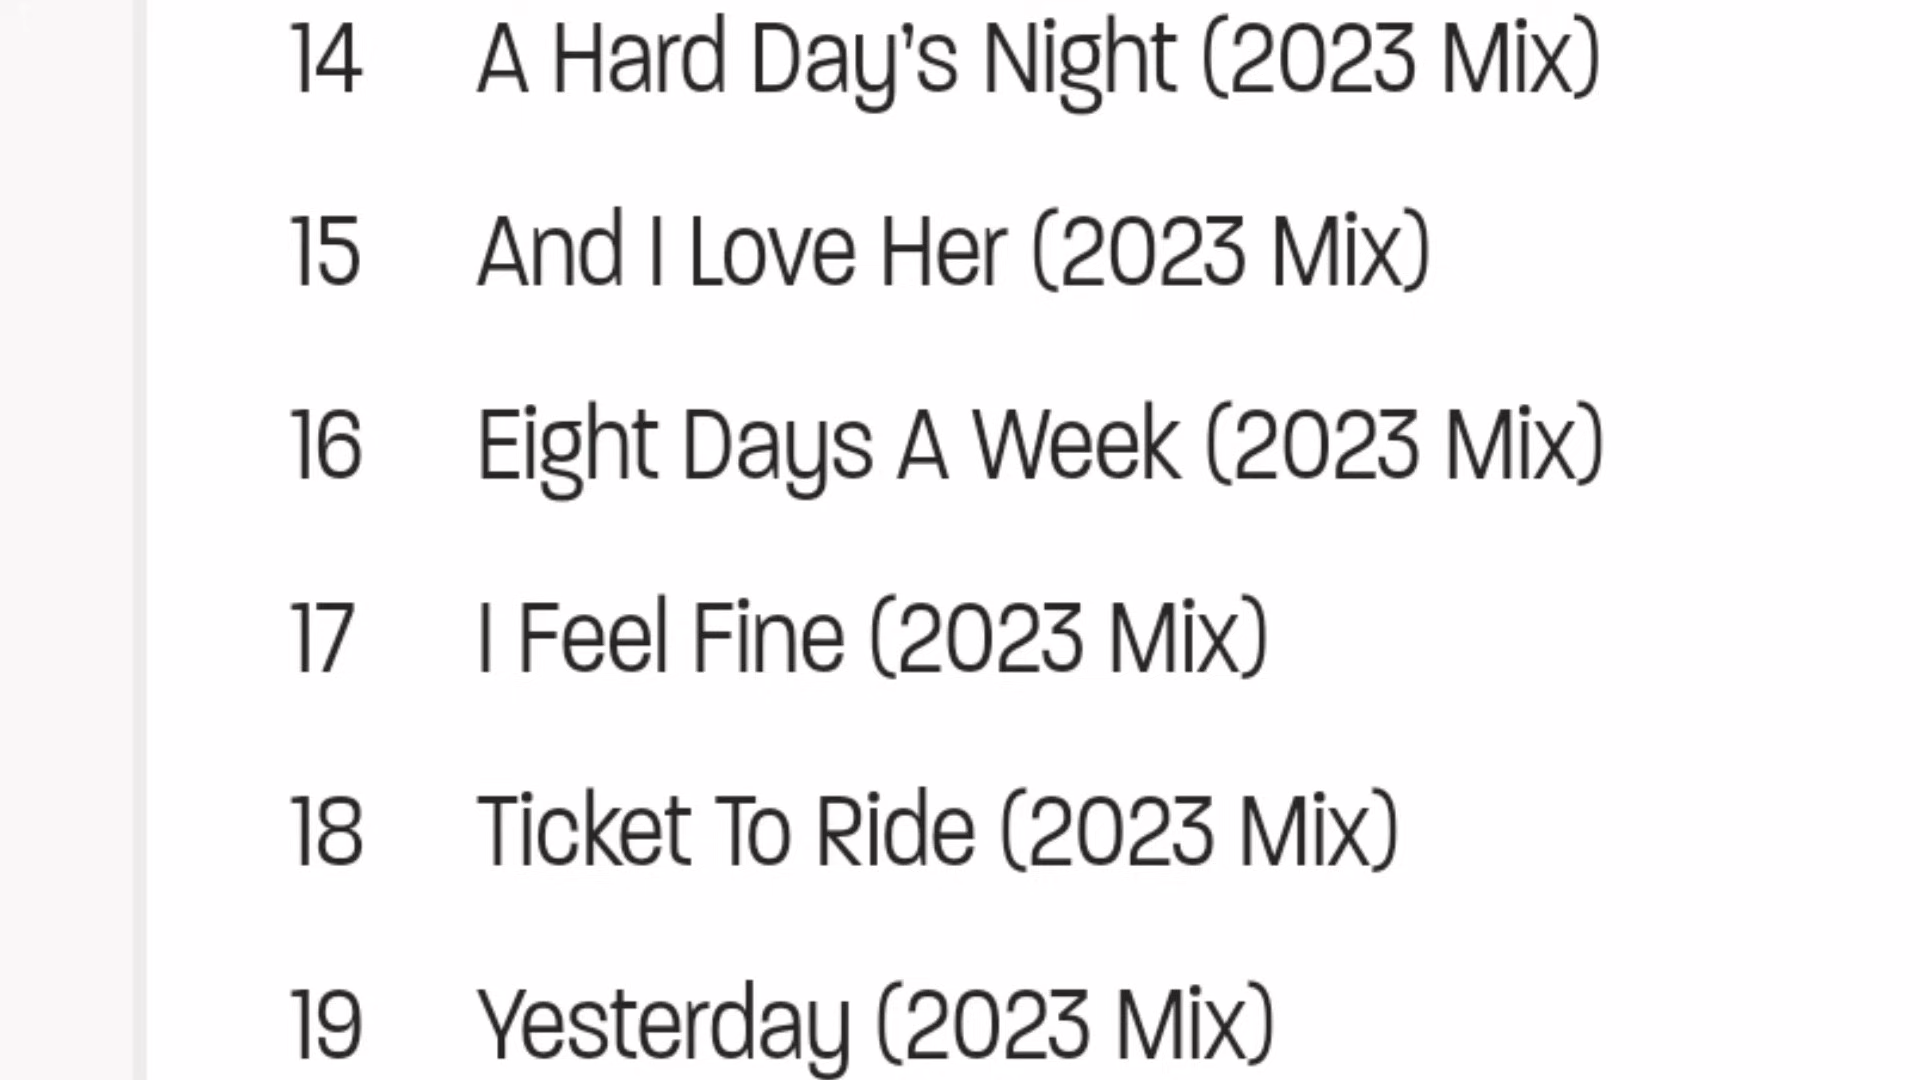 14 A Hard Day’s Night (2023 Mix)
15 And I Love Her (2023 Mix)
16 Eight Days A Week (2023 Mix)
17 I Feel Fine (2023 Mix)
18 Ticket To Ride (2023 Mix)
19 Yesterday (2023 Mix)